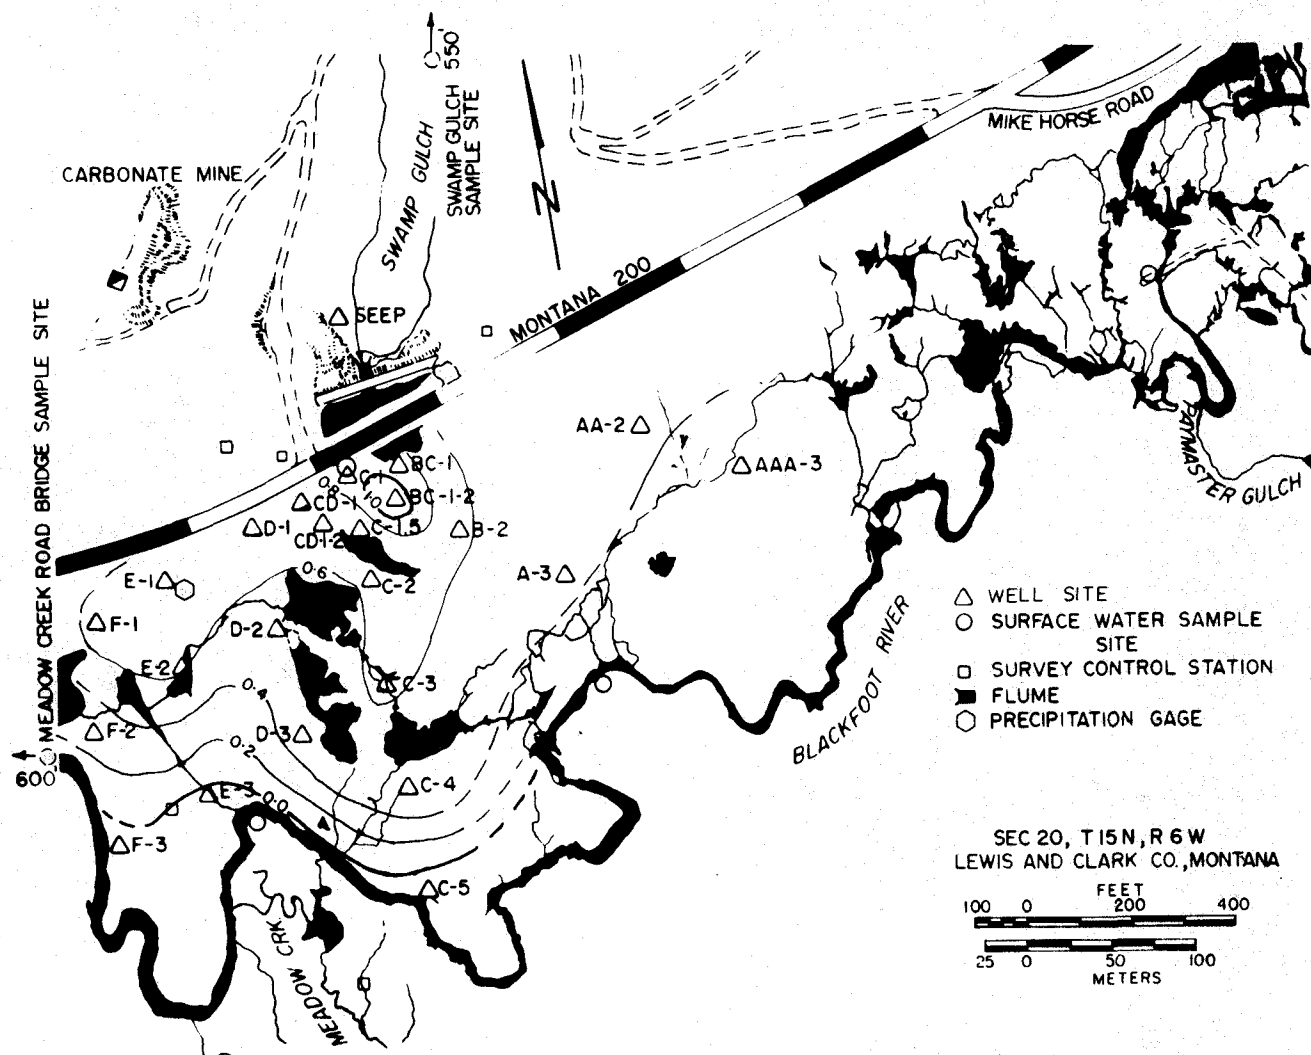 550'
SWAMP GULCH
SAMPLE SITE
SWAMP GULCH
N
MIKE HORSE ROAD
CARBONATE MINE
MONTANA 200
SEEP
MEADOW CREEK ROAD BRIDGE SAMPLE SITE
600'
AA-2
AAA-3
BC-1
C-1
0.8
1.0
BC-1-2
CD-1
D-1
CD1-2
C-1.5
B-2
E-1
0.6
C-2
A-3
F-1
D-2
E-2
C-3
0.4
F-2
D-3
0.2
C-4
E-3
0.0
F-3
C-5
PAYMASTER GULCH
BLACKFOOT RIVER
MEADOW CRK
WELL SITE
SURFACE WATER SAMPLE
SITE
SURVEY CONTROL STATION
FLUME
PRECIPITATION GAGE
SEC 20, T15N, R6W
LEWIS AND CLARK CO., MONTANA
FEET
100 0 200 400
25 0 50 100
METERS